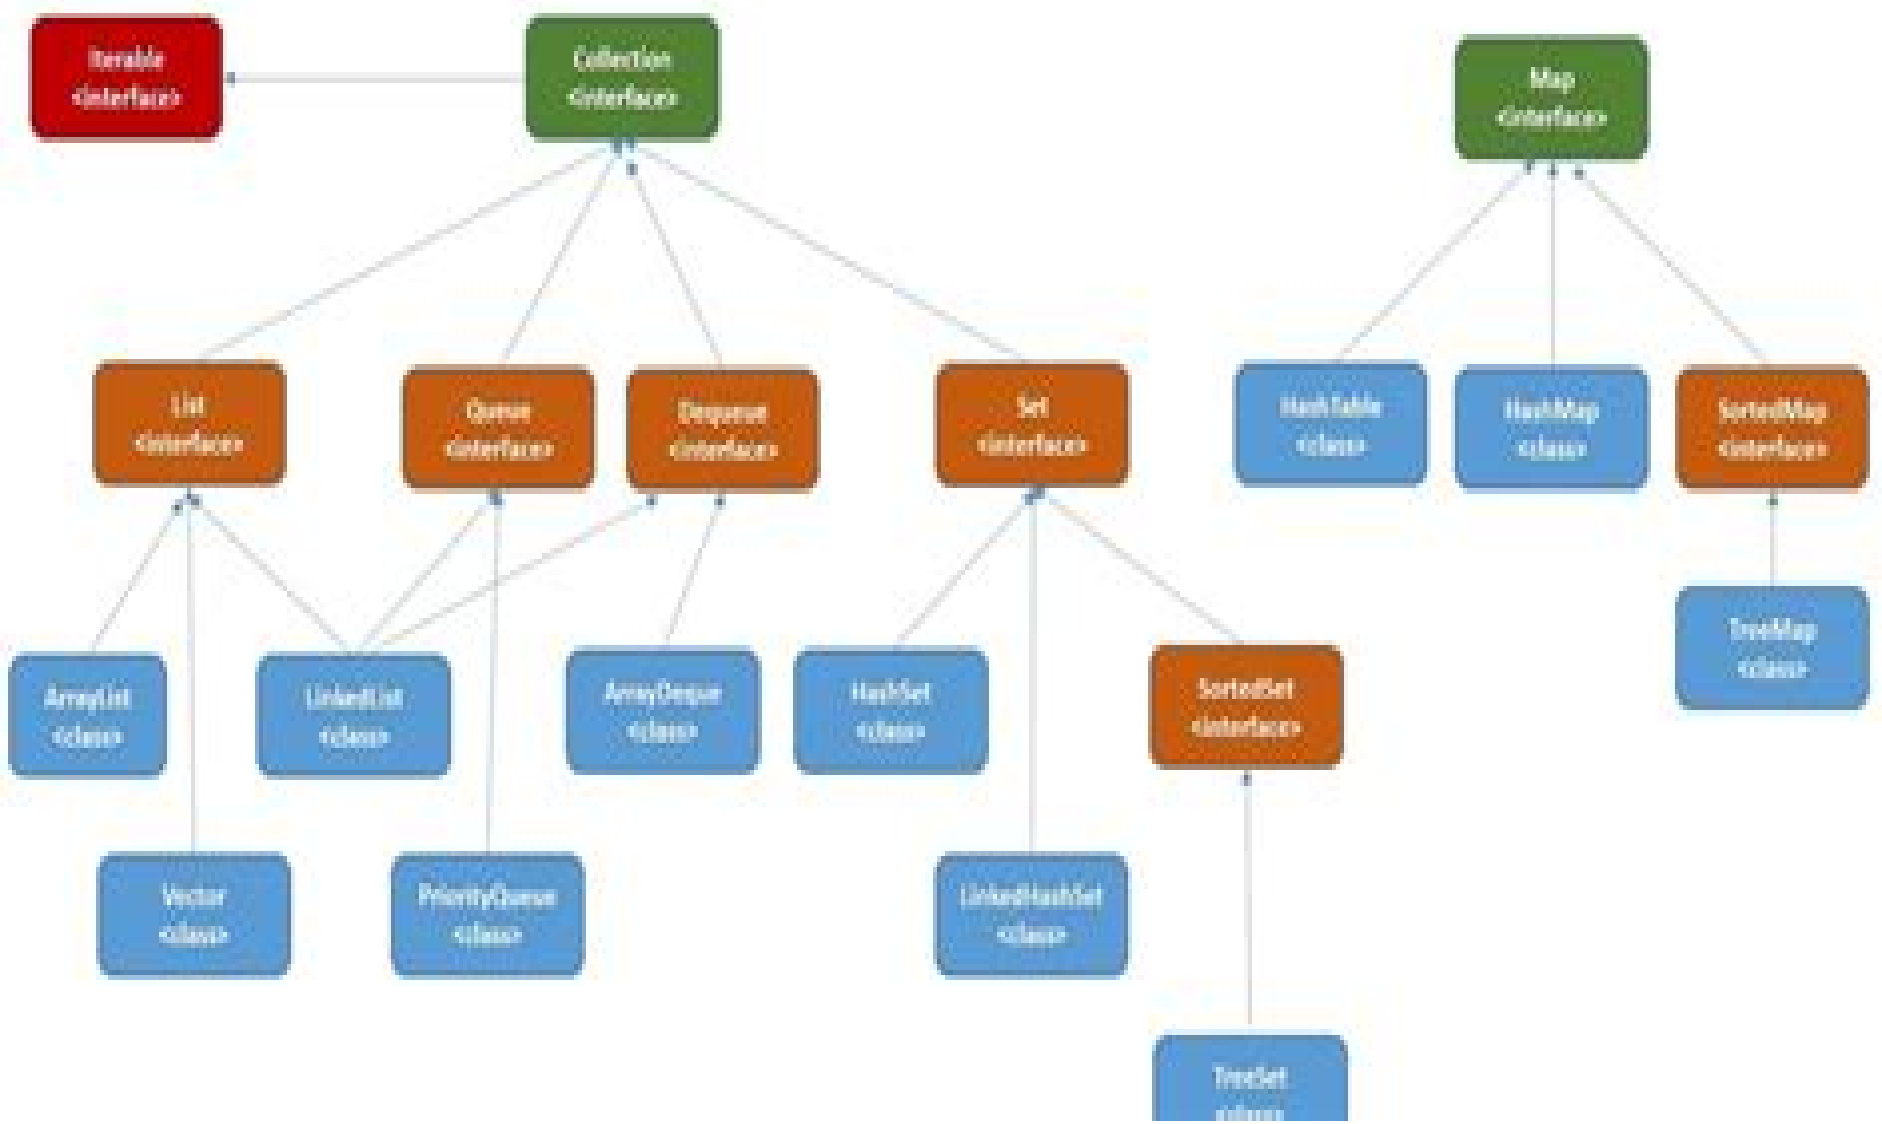 Iterable
<interface>
Collection
<interface>
Map
<interface>
List
<interface>
Queue
<interface>
Dequeue
<interface>
Set
<interface>
HashTable
<class>
HashMap
<class>
SortedMap
<interface>
ArrayList
<class>
LinkedList
<class>
ArrayDeque
<class>
HashSet
<class>
SortedSet
<interface>
TreeMap
<class>
Vector
<class>
PriorityQueue
<class>
LinkedHashSet
<class>
TreeSet
<class>